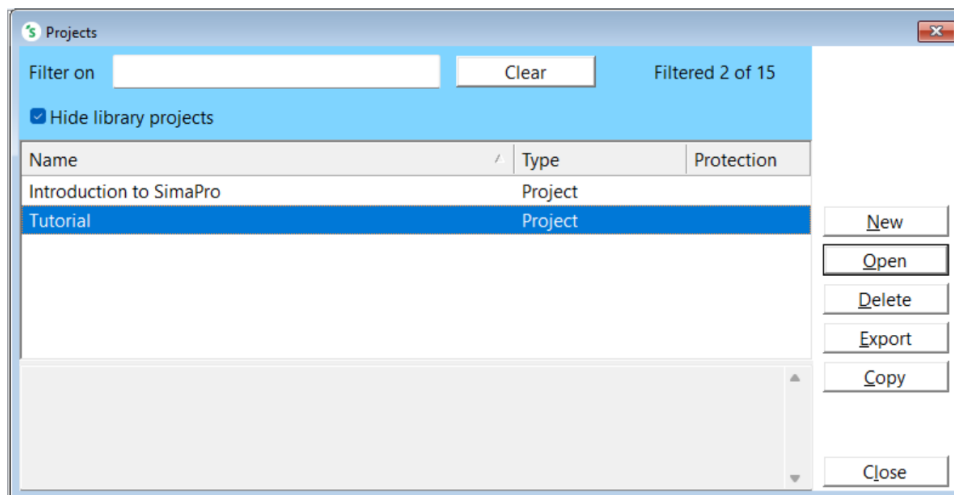 Projects
Filter on Clear Filtered 2 of 15
Hide library projects
Name Type Protection
Introduction to SimaPro Project
Tutorial Project
New
Open
Delete
Export
Copy
Close